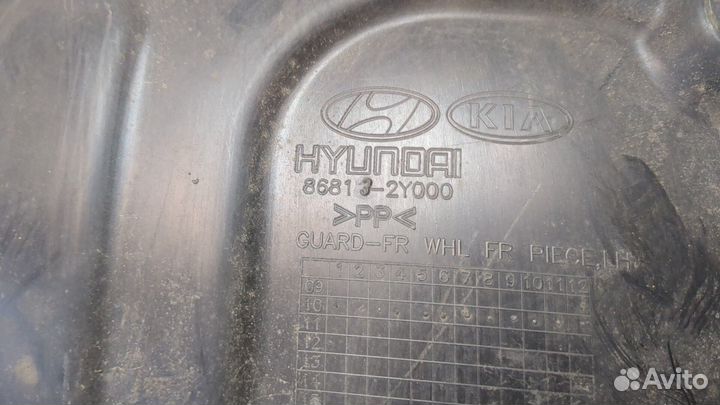 KIA
HYUNDAI
86813-2Y000
>PP<
GUARD-FR WHL FR PIECE,LH
1 2 3 4 5 6 7 8 9 10 11 12
09
10
11
12
13
Avito